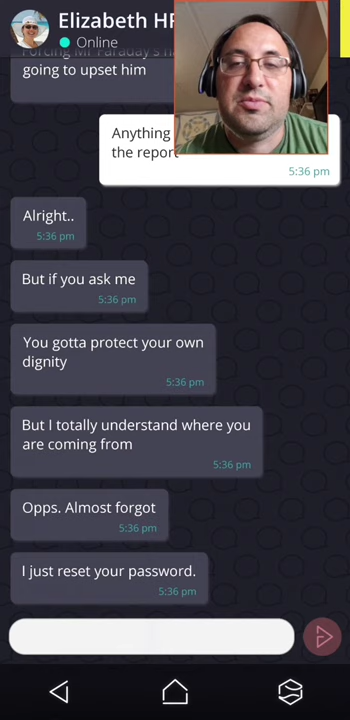 Elizabeth HR
Online
Forcing Mr Faraday's
going to upset him
Anything
the report
5:36 pm
Alright..
5:36 pm
But if you ask me
5:36 pm
You gotta protect your own
dignity
5:36 pm
But I totally understand where you
are coming from
5:36 pm
Opps. Almost forgot
5:36 pm
I just reset your password.
5:36 pm